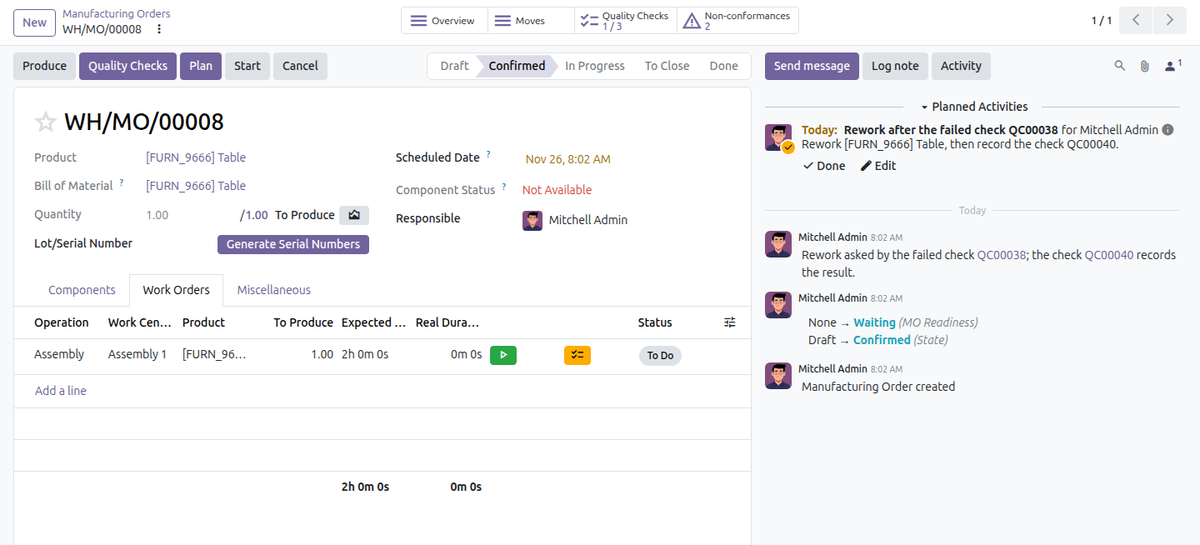 New
Manufacturing Orders
WH/MO/00008
Overview
Moves
Quality Checks
1 / 3
Non-conformances
2
1 / 1
Produce
Quality Checks
Plan
Start
Cancel
Draft
Confirmed
In Progress
To Close
Done
Send message
Log note
Activity
1
WH/MO/00008
Product
[FURN_9666] Table
Bill of Material ?
[FURN_9666] Table
Quantity
1.00
/1.00 To Produce
Lot/Serial Number
Generate Serial Numbers
Scheduled Date ?
Nov 26, 8:02 AM
Component Status ?
Not Available
Responsible
Mitchell Admin
Components
Work Orders
Miscellaneous
Operation
Work Cen...
Product
To Produce
Expected ...
Real Dura...
Status
Assembly
Assembly 1
[FURN_96...
1.00
2h 0m 0s
0m 0s
To Do
Add a line
2h 0m 0s
0m 0s
Planned Activities
Today: Rework after the failed check QC00038 for Mitchell Admin
Rework [FURN_9666] Table, then record the check QC00040.
Done
Edit
Today
Mitchell Admin 8:02 AM
Rework asked by the failed check QC00038; the check QC00040 records
the result.
Mitchell Admin 8:02 AM
None → Waiting (MO Readiness)
Draft → Confirmed (State)
Mitchell Admin 8:02 AM
Manufacturing Order created